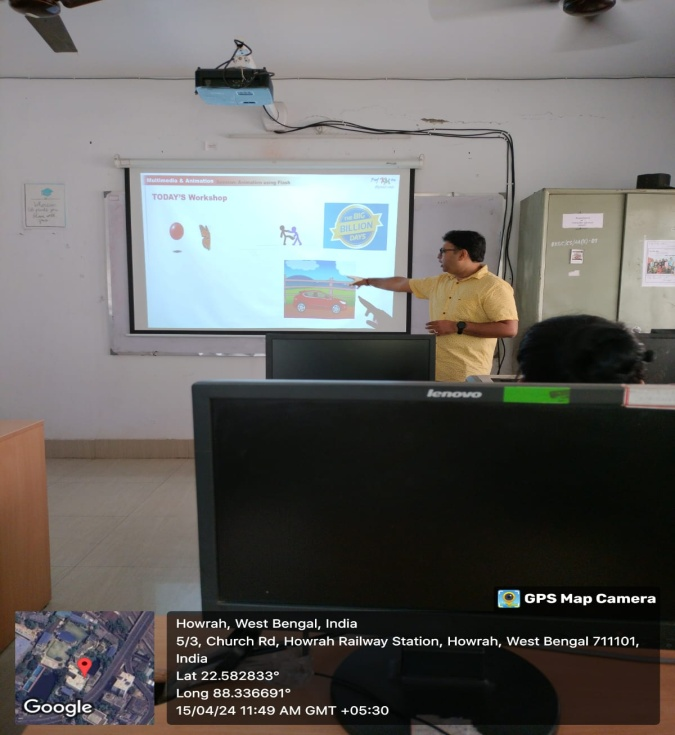 Multimedia & Animation
TODAY'S Workshop
BIG
BILLION
DAYS
lenovo
GPS Map Camera
Howrah, West Bengal, India
5/3, Church Rd, Howrah Railway Station, Howrah, West Bengal 711101,
India
Lat 22.582833°
Long 88.336691°
15/04/24 11:49 AM GMT +05:30
Google